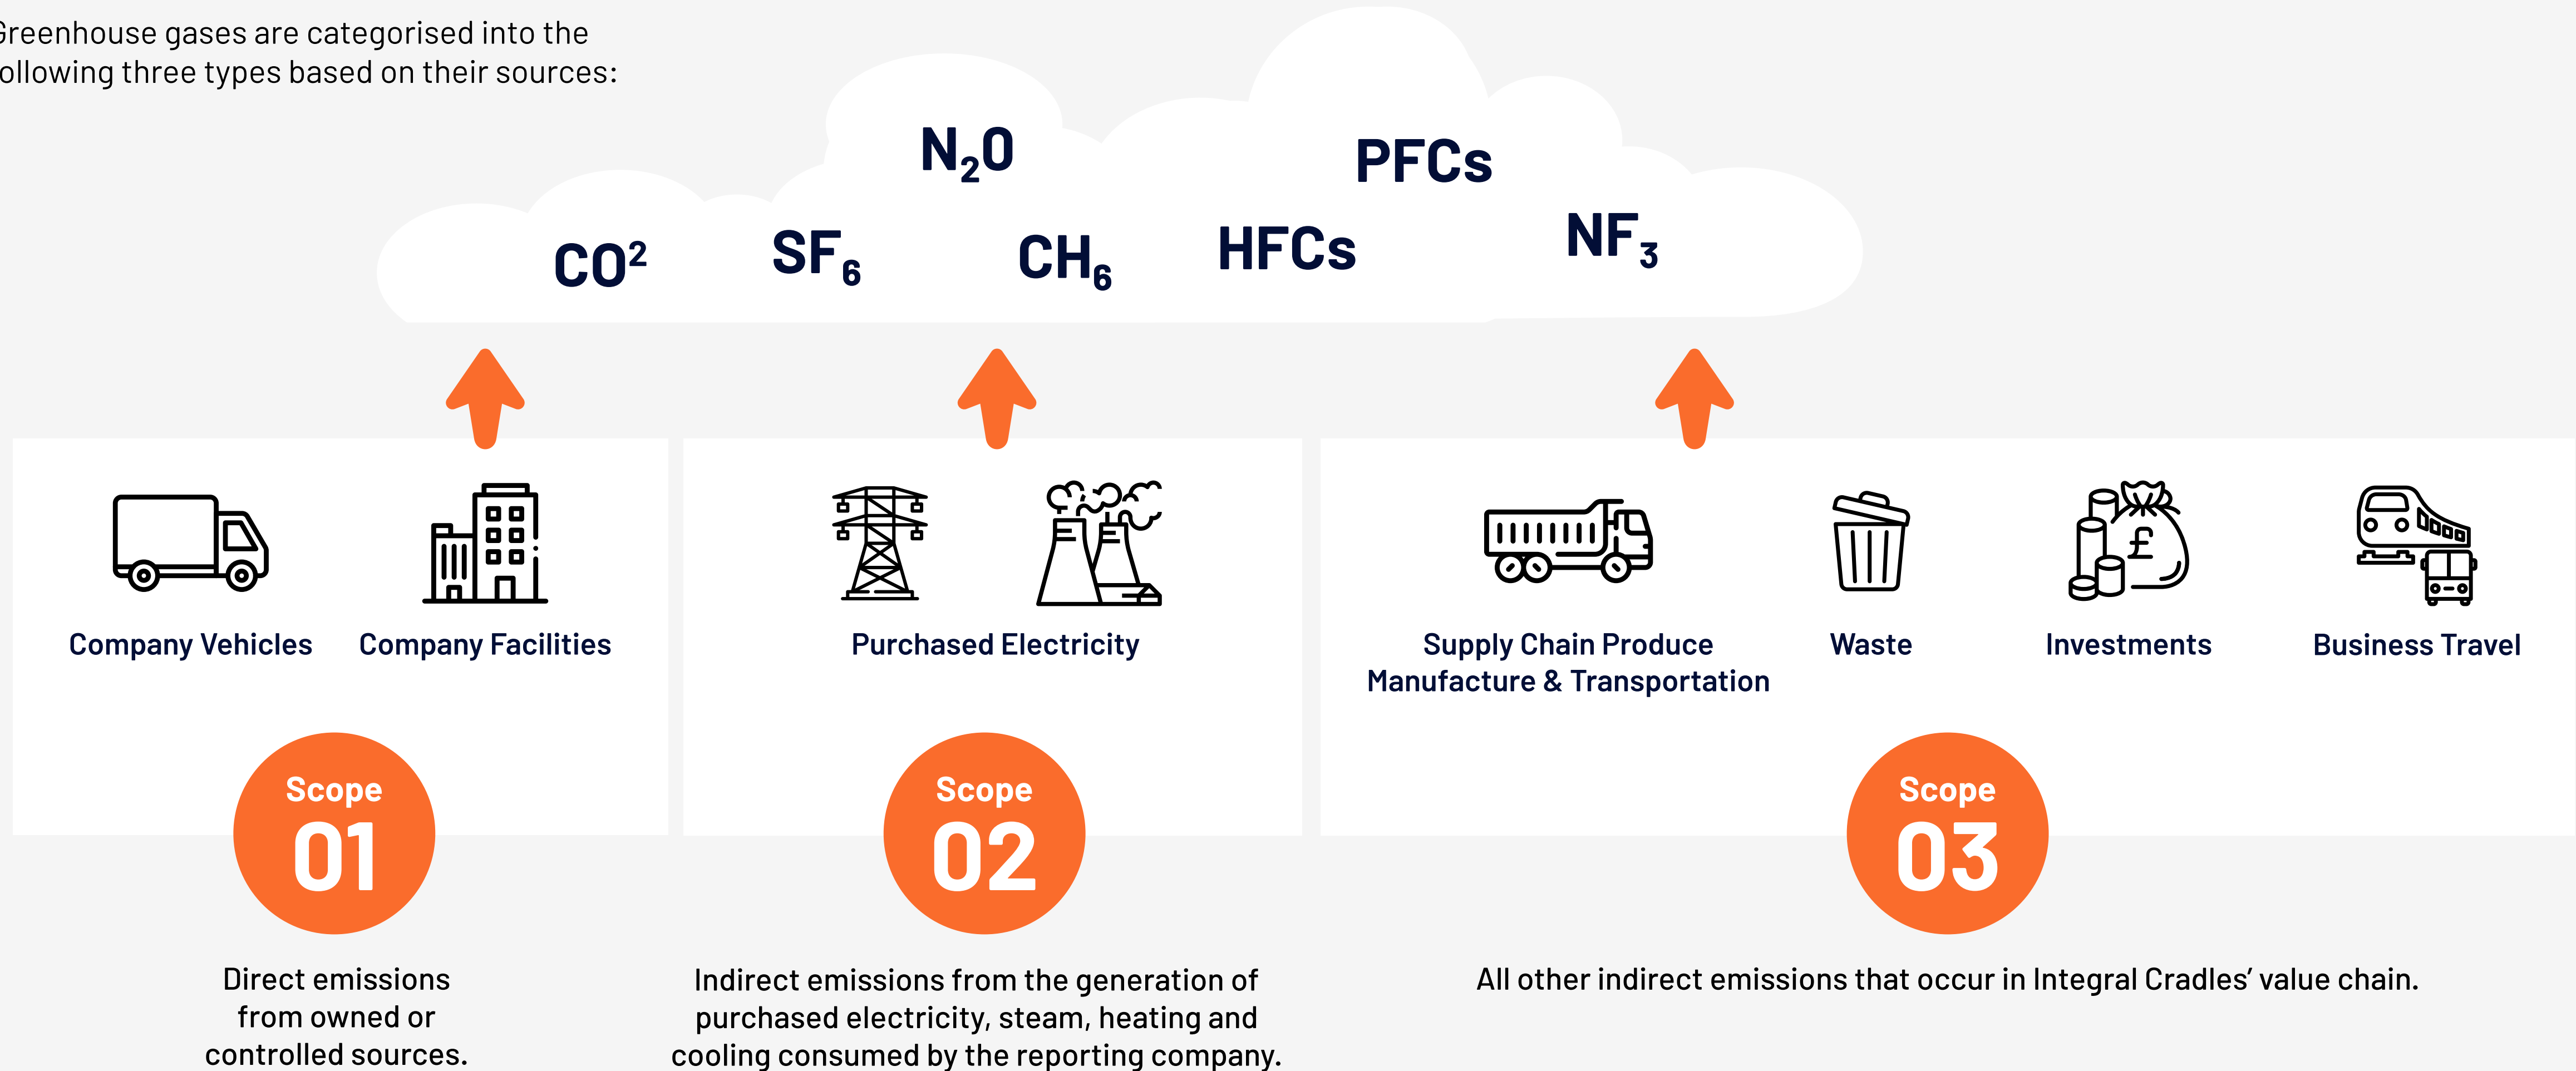 Greenhouse gases are categorised into the
following three types based on their sources:
N₂O
PFCs
CO²
SF₆
CH₆
HFCs
NF₃
Company Vehicles
Company Facilities
Purchased Electricity
Supply Chain Produce
Manufacture & Transportation
Waste
£
Investments
Business Travel
Scope
01
Scope
02
Scope
03
Direct emissions
from owned or
controlled sources.
Indirect emissions from the generation of
purchased electricity, steam, heating and
cooling consumed by the reporting company.
All other indirect emissions that occur in Integral Cradles’ value chain.